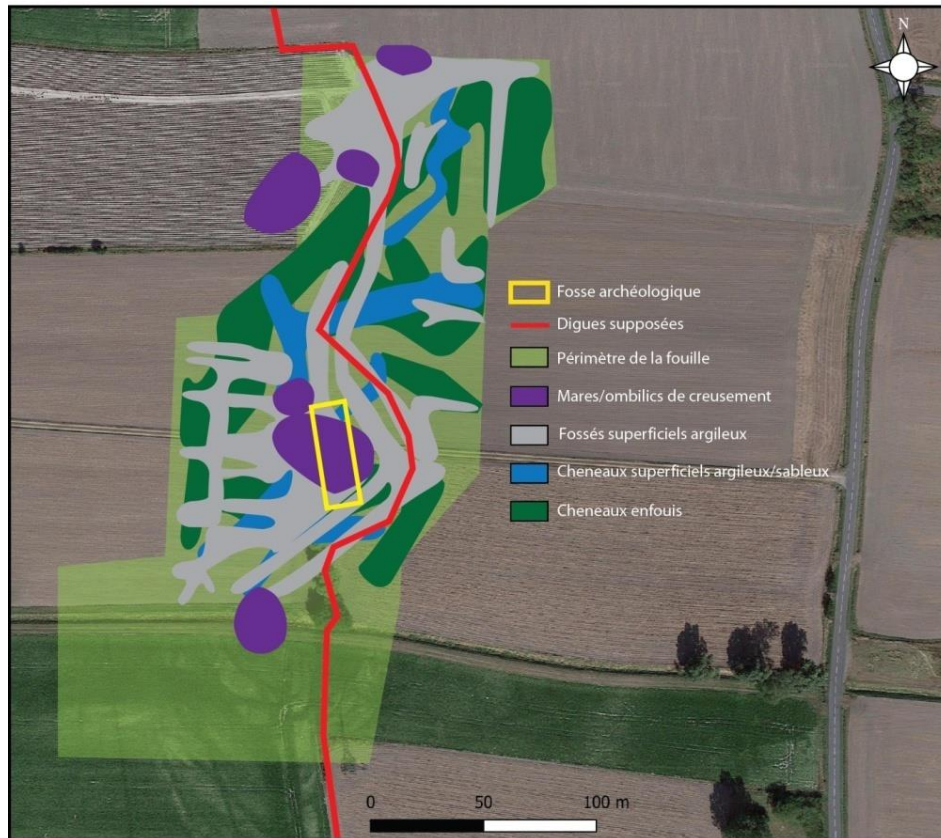 N
Fosse archéologique
Digues supposées
Périmètre de la fouille
Mares/ombilics de creusement
Fossés superficiels argileux
Cheneaux superficiels argileux/sableux
Cheneaux enfouis
0 50 100 m